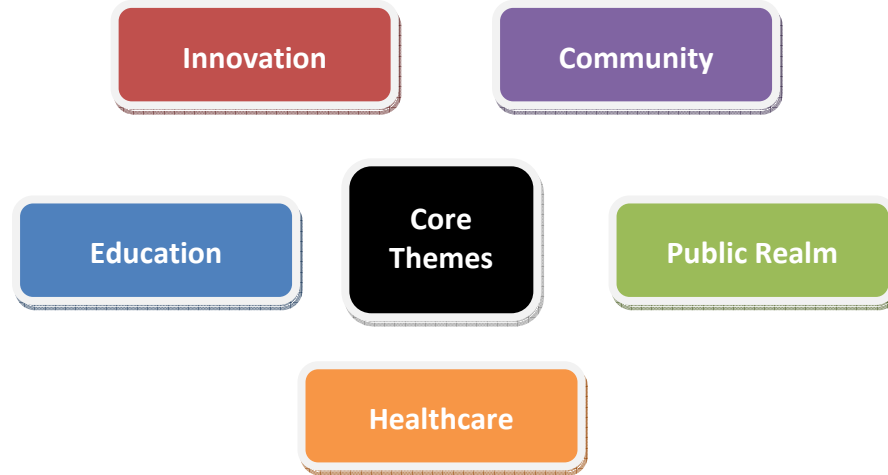 Innovation
Community
Core
Themes
Education
Public Realm
Healthcare